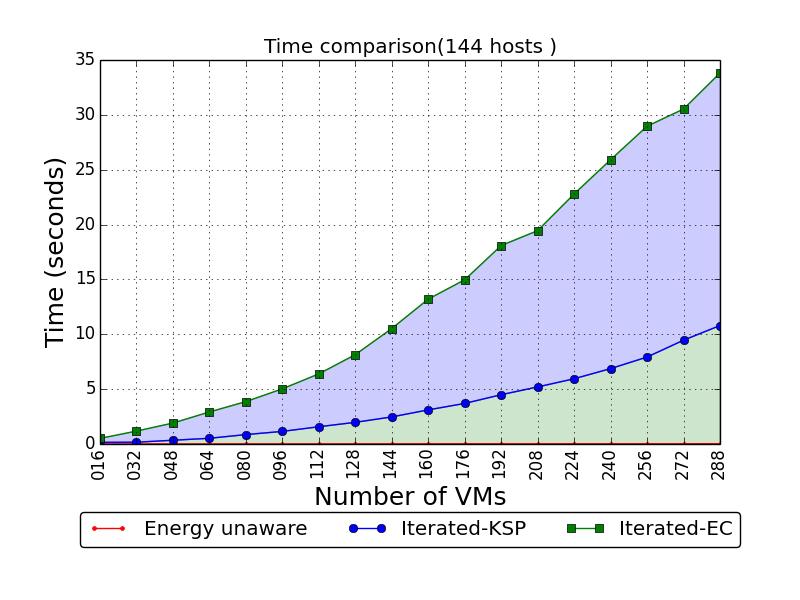 Time comparison(144 hosts )
35
30
25
20
15
10
5
0
Time (seconds)
016 032 048 064 080 096 112 128 144 160 176 192 208 224 240 256 272 288
Number of VMs
Energy unaware Iterated-KSP Iterated-EC